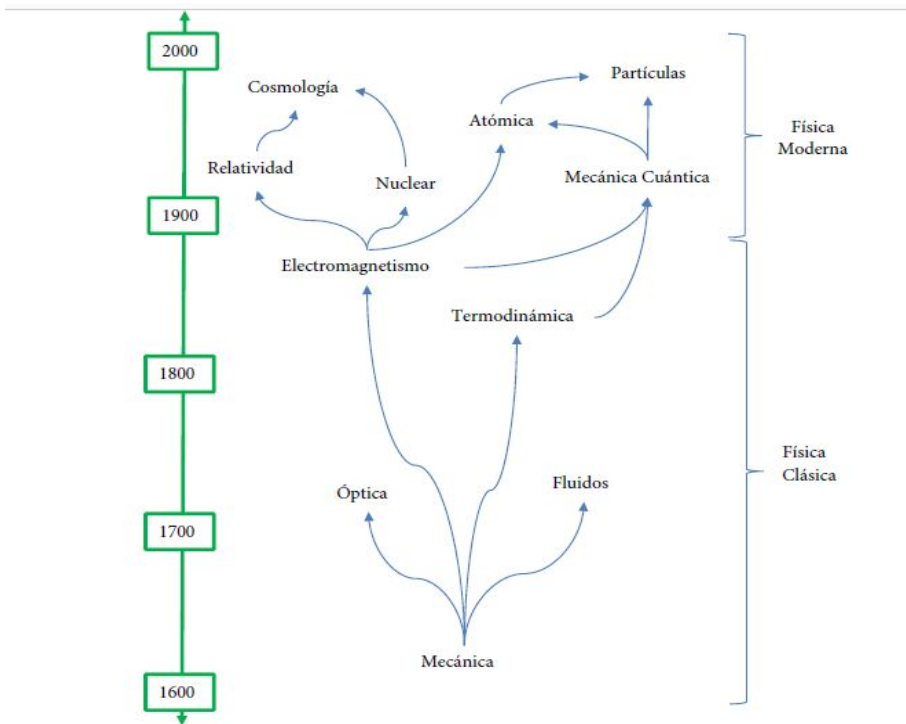 2000
Cosmología
Partículas
Atómica
Física
Moderna
Relatividad
Nuclear
Mecánica Cuántica
1900
Electromagnetismo
Termodinámica
1800
Física
Clásica
Óptica
Fluidos
1700
Mecánica
1600